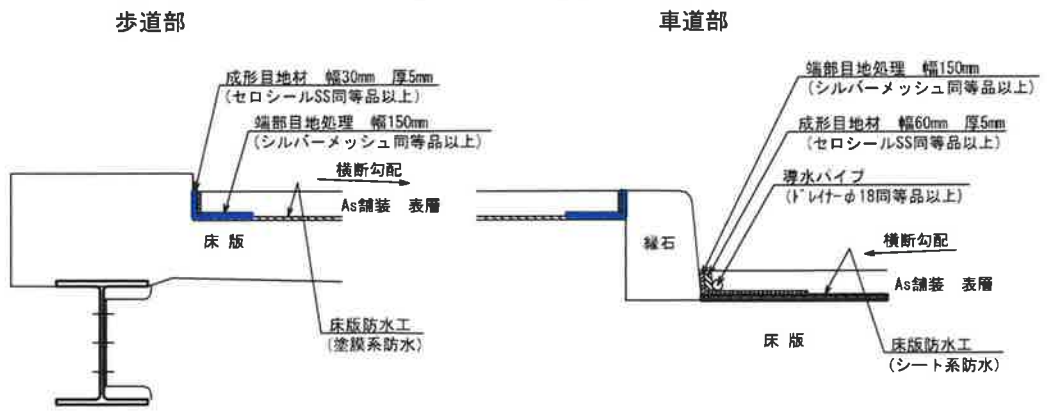 歩道部
成形目地材 幅30mm 厚5mm
(セロシールSS同等品以上)
端部目地処理 幅150mm
(シルバーメッシュ同等品以上)
横断勾配
As舗装 表層
床 版
床版防水工
(塗膜系防水)
車道部
端部目地処理 幅150mm
(シルバーメッシュ同等品以上)
成形目地材 幅60mm 厚5mm
(セロシールSS同等品以上)
導水パイプ
(ドレイナーφ18同等品以上)
縁石
横断勾配
As舗装 表層
床 版
床版防水工
(シート系防水)